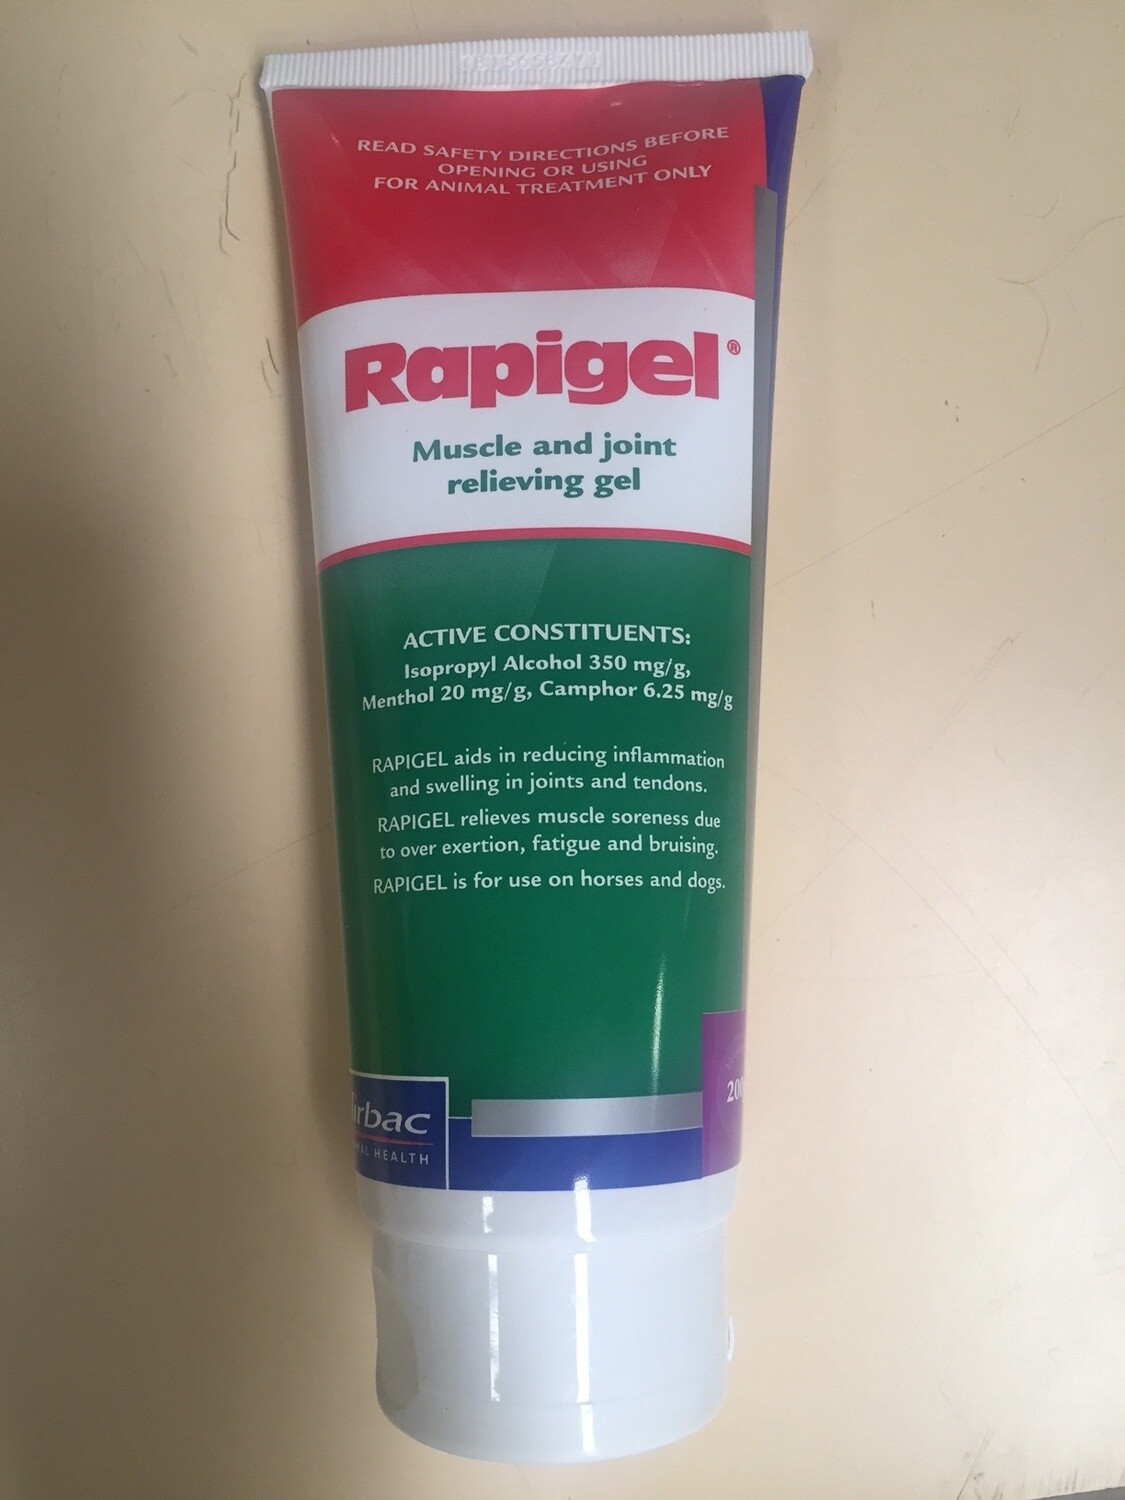 READ SAFETY DIRECTIONS BEFORE
OPENING OR USING
FOR ANIMAL TREATMENT ONLY
Rapigel®
Muscle and joint
relieving gel
ACTIVE CONSTITUENTS:
Isopropyl Alcohol 350 mg/g,
Menthol 20 mg/g, Camphor 6.25 mg/g
RAPIGEL aids in reducing inflammation
and swelling in joints and tendons.
RAPIGEL relieves muscle soreness due
to over exertion, fatigue and bruising.
RAPIGEL is for use on horses and dogs.
irbac
HEALTH
200